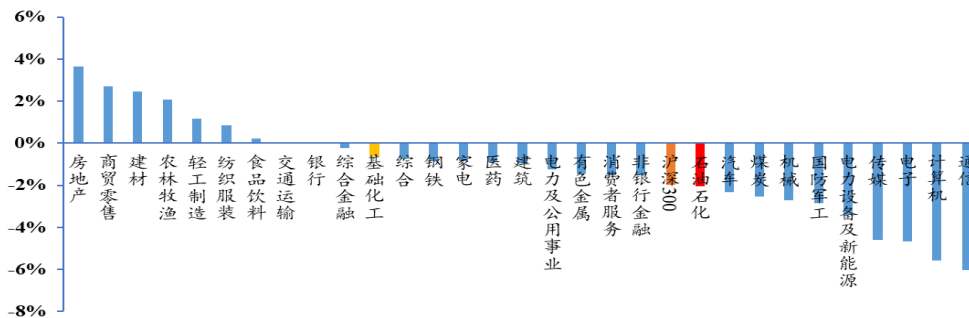 6%
4%
2%
0%
-2%
-4%
-6%
-8%
房地产
商贸零售
建材
农林牧渔
轻工制造
纺织服装
食品饮料
交通运输
银行
综合金融
基础化工
综合
钢铁
家电
医药
建筑
电力及公用事业
有色金属
消费者服务
非银行金融
沪深300
石油石化
汽车
煤炭
机械
国防军工
电力设备及新能源
传媒
电子
计算机
通信